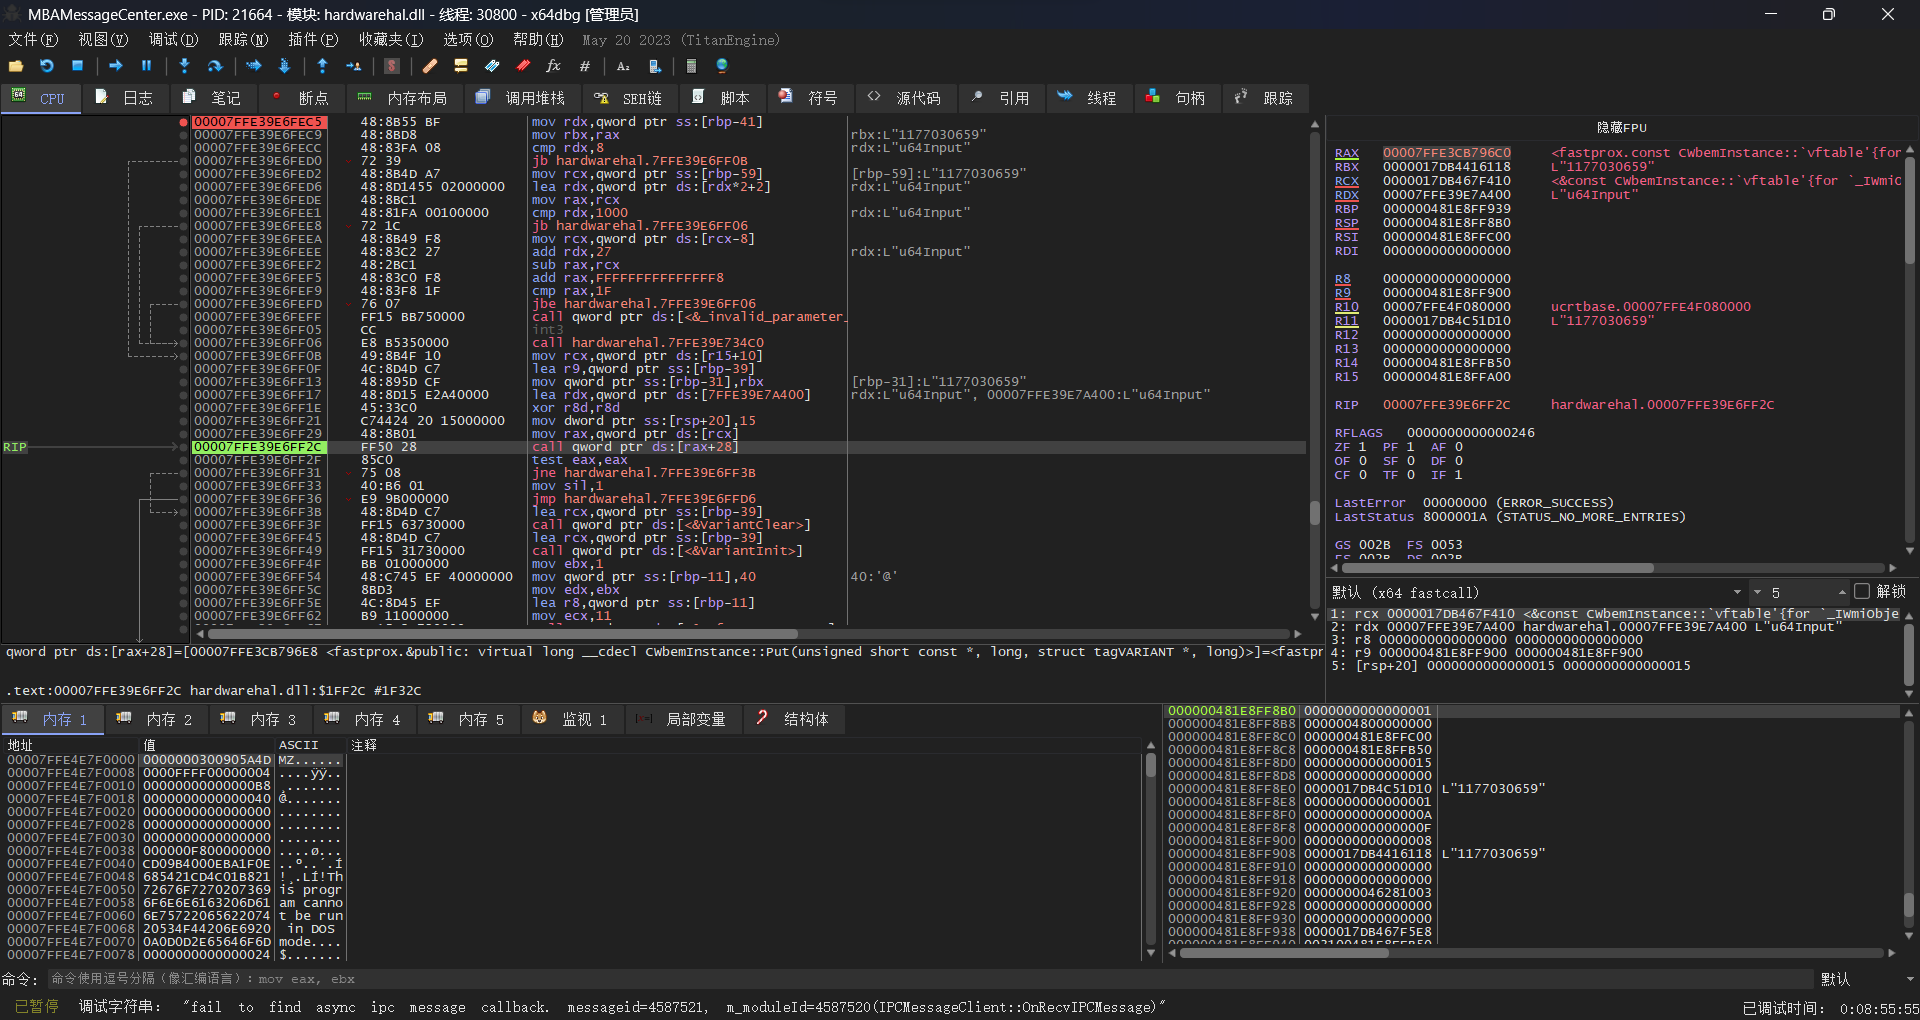 MBAMessageCenter.exe - PID: 21664 - 模块: hardwarehal.dll - 线程: 30800 - x64dbg [管理员]
文件(F) 视图(V) 调试(D) 跟踪(N) 插件(P) 收藏夹(I) 选项(O) 帮助(H) May 20 2023 (TitanEngine)
CPU 日志 笔记 断点 内存布局 调用堆栈 SEH链 脚本 符号 源代码 引用 线程 句柄 跟踪
00007FFE39E6FEC5 48:8B55 BF mov rdx,qword ptr ss:[rbp-41]
00007FFE39E6FEC9 48:8BD8 mov rbx,rax rbx:L"1177030659"
00007FFE39E6FECC 48:83FA 08 cmp rdx,8 rdx:L"u64Input"
00007FFE39E6FED0 72 39 jb hardwarehal.7FFE39E6FF0B
00007FFE39E6FED2 48:8B4D A7 mov rcx,qword ptr ss:[rbp-59] [rbp-59]:L"1177030659"
00007FFE39E6FED6 48:8D1455 02000000 lea rdx,qword ptr ds:[rdx*2+2] rdx:L"u64Input"
00007FFE39E6FEDE 48:8BC1 mov rax,rcx
00007FFE39E6FEE1 48:81FA 00100000 cmp rdx,1000 rdx:L"u64Input"
00007FFE39E6FEE8 72 1C jb hardwarehal.7FFE39E6FF06
00007FFE39E6FEEA 48:8B49 F8 mov rcx,qword ptr ds:[rcx-8]
00007FFE39E6FEEE 48:83C2 27 add rdx,27 rdx:L"u64Input"
00007FFE39E6FEF2 48:2BC1 sub rax,rcx
00007FFE39E6FEF5 48:83C0 F8 add rax,FFFFFFFFFFFFFFF8
00007FFE39E6FEF9 48:83F8 1F cmp rax,1F
00007FFE39E6FEFD 76 07 jbe hardwarehal.7FFE39E6FF06
00007FFE39E6FEFF FF15 BB750000 call qword ptr ds:[<&_invalid_parameter_
00007FFE39E6FF05 CC int3
00007FFE39E6FF06 E8 B5350000 call hardwarehal.7FFE39E734C0
00007FFE39E6FF0B 49:8B4F 10 mov rcx,qword ptr ds:[r15+10]
00007FFE39E6FF0F 4C:8D4D C7 lea r9,qword ptr ss:[rbp-39]
00007FFE39E6FF13 48:895D CF mov qword ptr ss:[rbp-31],rbx [rbp-31]:L"1177030659"
00007FFE39E6FF17 48:8D15 E2A40000 lea rdx,qword ptr ds:[7FFE39E7A400] rdx:L"u64Input", 00007FFE39E7A400:L"u64Input"
00007FFE39E6FF1E 45:33C0 xor r8d,r8d
00007FFE39E6FF21 C74424 20 15000000 mov dword ptr ss:[rsp+20],15
00007FFE39E6FF29 48:8B01 mov rax,qword ptr ds:[rcx]
RIP 00007FFE39E6FF2C FF50 28 call qword ptr ds:[rax+28]
00007FFE39E6FF2F 85C0 test eax,eax
00007FFE39E6FF31 75 08 jne hardwarehal.7FFE39E6FF3B
00007FFE39E6FF33 40:B6 01 mov sil,1
00007FFE39E6FF36 E9 9B000000 jmp hardwarehal.7FFE39E6FFD6
00007FFE39E6FF3B 48:8D4D C7 lea rcx,qword ptr ss:[rbp-39]
00007FFE39E6FF3F FF15 63730000 call qword ptr ds:[<&VariantClear>]
00007FFE39E6FF45 48:8D4D C7 lea rcx,qword ptr ss:[rbp-39]
00007FFE39E6FF49 FF15 31730000 call qword ptr ds:[<&VariantInit>]
00007FFE39E6FF4F BB 01000000 mov ebx,1
00007FFE39E6FF54 48:C745 EF 40000000 mov qword ptr ss:[rbp-11],40 40:'@'
00007FFE39E6FF5C 8BD3 mov edx,ebx
00007FFE39E6FF5E 4C:8D45 EF lea r8,qword ptr ss:[rbp-11]
00007FFE39E6FF62 B9 11000000 mov ecx,11
qword ptr ds:[rax+28]=[00007FFE3CB796E8 <fastprox.&public: virtual long __cdecl CWbemInstance::Put(unsigned short const *, long, struct tagVARIANT *, long)>]=<fastpr
.text:00007FFE39E6FF2C hardwarehal.dll:$1FF2C #1F32C
隐藏FPU
RAX 00007FFE3CB796C0 <fastprox.const CWbemInstance::`vftable'{for
RBX 0000017DB4416118 L"1177030659"
RCX 0000017DB467F410 <&const CWbemInstance::`vftable'{for `_IWmiO
RDX 00007FFE39E7A400 L"u64Input"
RBP 000000481E8FF939
RSP 000000481E8FF8B0
RSI 000000481E8FFC00
RDI 0000000000000000
R8 0000000000000000
R9 000000481E8FF900
R10 00007FFE4F080000 ucrtbase.00007FFE4F080000
R11 0000017DB4C51D10 L"1177030659"
R12 0000000000000000
R13 0000000000000000
R14 000000481E8FFB50
R15 000000481E8FFA00
RIP 00007FFE39E6FF2C hardwarehal.00007FFE39E6FF2C
RFLAGS 0000000000000246
ZF 1 PF 1 AF 0
OF 0 SF 0 DF 0
CF 0 TF 0 IF 1
LastError 00000000 (ERROR_SUCCESS)
LastStatus 8000001A (STATUS_NO_MORE_ENTRIES)
GS 002B FS 0053
ES 002B DS 002B
默认 (x64 fastcall) 5 解锁
1: rcx 0000017DB467F410 <&const CWbemInstance::`vftable'{for `_IWmiObje
2: rdx 00007FFE39E7A400 hardwarehal.00007FFE39E7A400 L"u64Input"
3: r8 0000000000000000 0000000000000000
4: r9 000000481E8FF900 000000481E8FF900
5: [rsp+20] 0000000000000015 0000000000000015
内存 1 内存 2 内存 3 内存 4 内存 5 监视 1 局部变量 结构体
地址 值 ASCII 注释
00007FFE4E7F0000 0000000300905A4D MZ......
00007FFE4E7F0008 0000FFFF00000004 ....ÿÿ..
00007FFE4E7F0010 00000000000000B8 ¸.......
00007FFE4E7F0018 0000000000000040 @.......
00007FFE4E7F0020 0000000000000000 ........
00007FFE4E7F0028 0000000000000000 ........
00007FFE4E7F0030 0000000000000000 ........
00007FFE4E7F0038 000000F800000000 ....ø...
00007FFE4E7F0040 CD09B4000EBA1F0E ..º..´.Í
00007FFE4E7F0048 685421CD4C01B821 !¸.LÍ!Th
00007FFE4E7F0050 72676F7270207369 is progr
00007FFE4E7F0058 6F6E6E6163206D61 am canno
00007FFE4E7F0060 6E75722065622074 t be run
00007FFE4E7F0068 20534F44206E6920  in DOS 
00007FFE4E7F0070 0A0D0D2E65646F6D mode....
00007FFE4E7F0078 0000000000000024 $.......
000000481E8FF8B0 0000000000000001
000000481E8FF8B8 0000004800000000
000000481E8FF8C0 000000481E8FFC00
000000481E8FF8C8 000000481E8FFB50
000000481E8FF8D0 0000000000000015
000000481E8FF8D8 0000000000000000
000000481E8FF8E0 0000017DB4C51D10 L"1177030659"
000000481E8FF8E8 0000000000000001
000000481E8FF8F0 000000000000000A
000000481E8FF8F8 000000000000000F
000000481E8FF900 0000000000000008
000000481E8FF908 0000017DB4416118 L"1177030659"
000000481E8FF910 0000000000000000
000000481E8FF918 0000000000000000
000000481E8FF920 0000000046281003
000000481E8FF928 0000000000000000
000000481E8FF930 0000000000000000
000000481E8FF938 0000017DB467F5E8
命令: 命令使用逗号分隔（像汇编语言）: mov eax, ebx 默认
已暂停 调试字符串: "fail to find async ipc message callback. messageid=4587521, m_moduleId=4587520(IPCMessageClient::OnRecvIPCMessage)" 已调试时间: 0:08:55:55